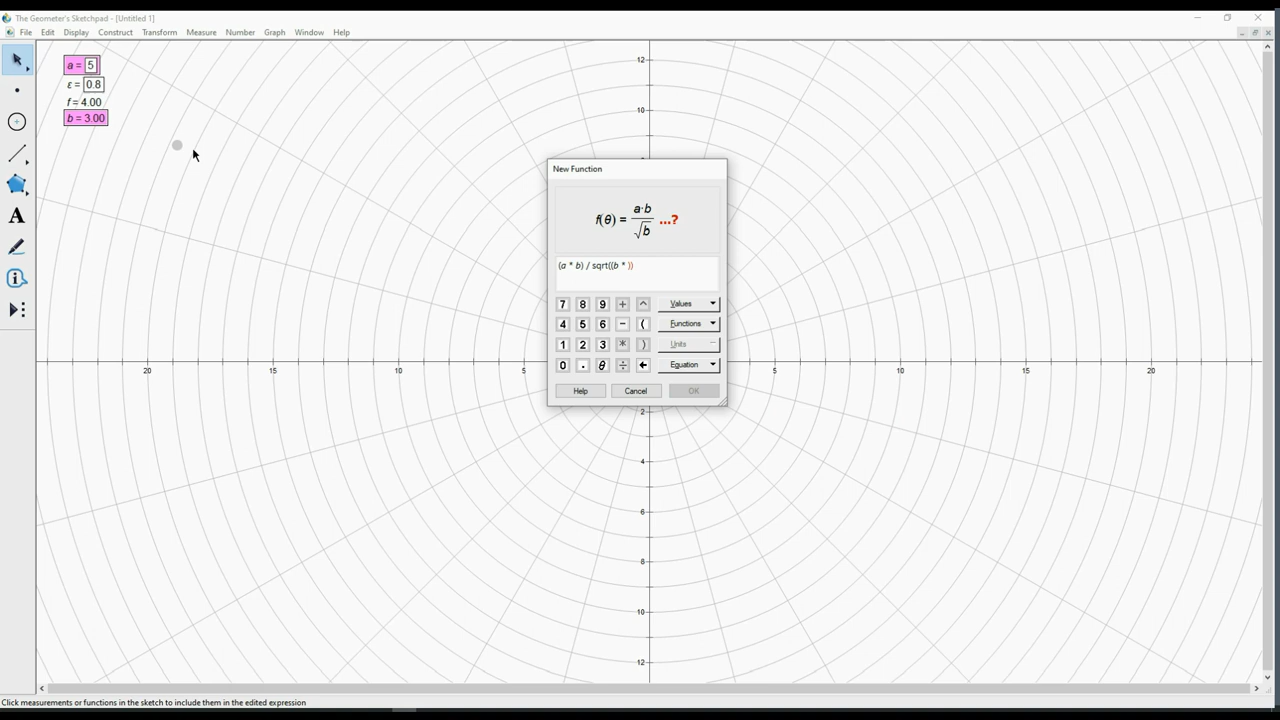 The Geometer's Sketchpad - [Untitled 1]
File Edit Display Construct Transform Measure Number Graph Window Help
a = 5
ε = 0.8
f = 4.00
b = 3.00
12
10
New Function
f(θ) = a·b / √b ...?
(a * b) / sqrt((b * ))
7 8 9 + ^ Values
4 5 6 − ( Functions
1 2 3 * ) Units
0 . θ ÷ ← Equation
Help Cancel OK
20 15 10 5 5 10 15 20
2
4
6
8
10
12
Click measurements or functions in the sketch to include them in the edited expression